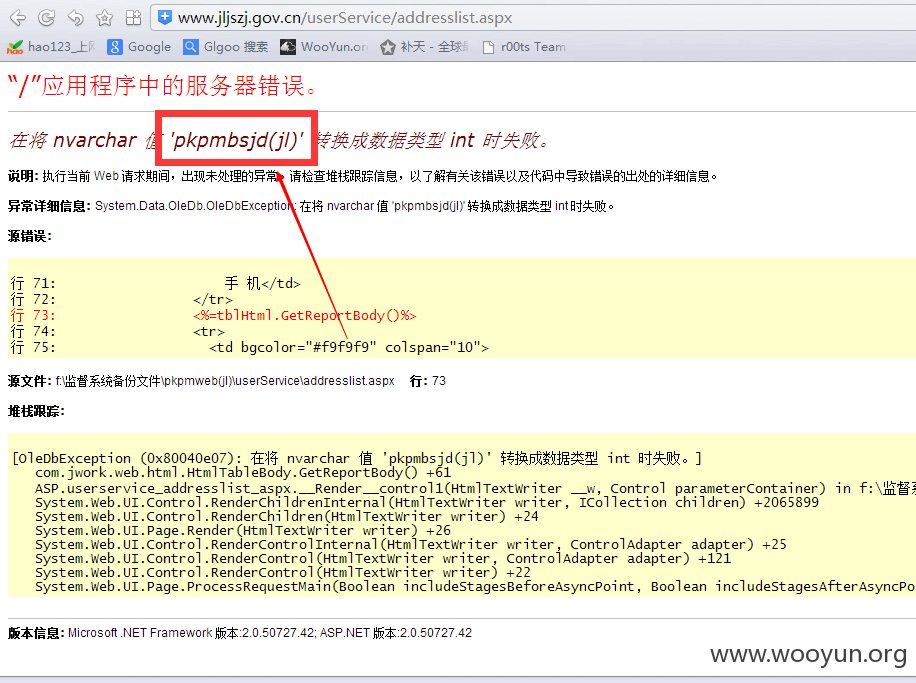 www.jljszj.gov.cn/userService/addresslist.aspx
hao123_上
Google
Glgoo 搜索
WooYun.or
补天 - 全球
r00ts Team
“/”应用程序中的服务器错误。
在将 nvarchar 值 'pkpmbsjd(jl)' 转换成数据类型 int 时失败。
说明: 执行当前 Web 请求期间，出现未处理的异常。请检查堆栈跟踪信息，以了解有关该错误以及代码中导致错误的出处的详细信息。
异常详细信息: System.Data.OleDb.OleDbException: 在将 nvarchar 值 'pkpmbsjd(jl)' 转换成数据类型 int 时失败。
源错误:
行 71: 手 机</td>
行 72: </tr>
行 73: <%=tblHtml.GetReportBody()%>
行 74: <tr>
行 75: <td bgcolor="#f9f9f9" colspan="10">
源文件: f:\监督系统备份文件\pkpmweb(jl)\userService\addresslist.aspx 行: 73
堆栈跟踪:
[OleDbException (0x80040e07): 在将 nvarchar 值 'pkpmbsjd(jl)' 转换成数据类型 int 时失败。]
com.jwork.web.html.HtmlTableBody.GetReportBody() +61
ASP.userservice_addresslist_aspx.__Render__control1(HtmlTextWriter __w, Control parameterContainer) in f:\监督系
System.Web.UI.Control.RenderChildrenInternal(HtmlTextWriter writer, ICollection children) +2065899
System.Web.UI.Control.RenderChildren(HtmlTextWriter writer) +24
System.Web.UI.Page.Render(HtmlTextWriter writer) +26
System.Web.UI.Control.RenderControlInternal(HtmlTextWriter writer, ControlAdapter adapter) +25
System.Web.UI.Control.RenderControl(HtmlTextWriter writer, ControlAdapter adapter) +121
System.Web.UI.Control.RenderControl(HtmlTextWriter writer) +22
System.Web.UI.Page.ProcessRequestMain(Boolean includeStagesBeforeAsyncPoint, Boolean includeStagesAfterAsyncPo
版本信息: Microsoft .NET Framework 版本:2.0.50727.42; ASP.NET 版本:2.0.50727.42
www.wooyun.org